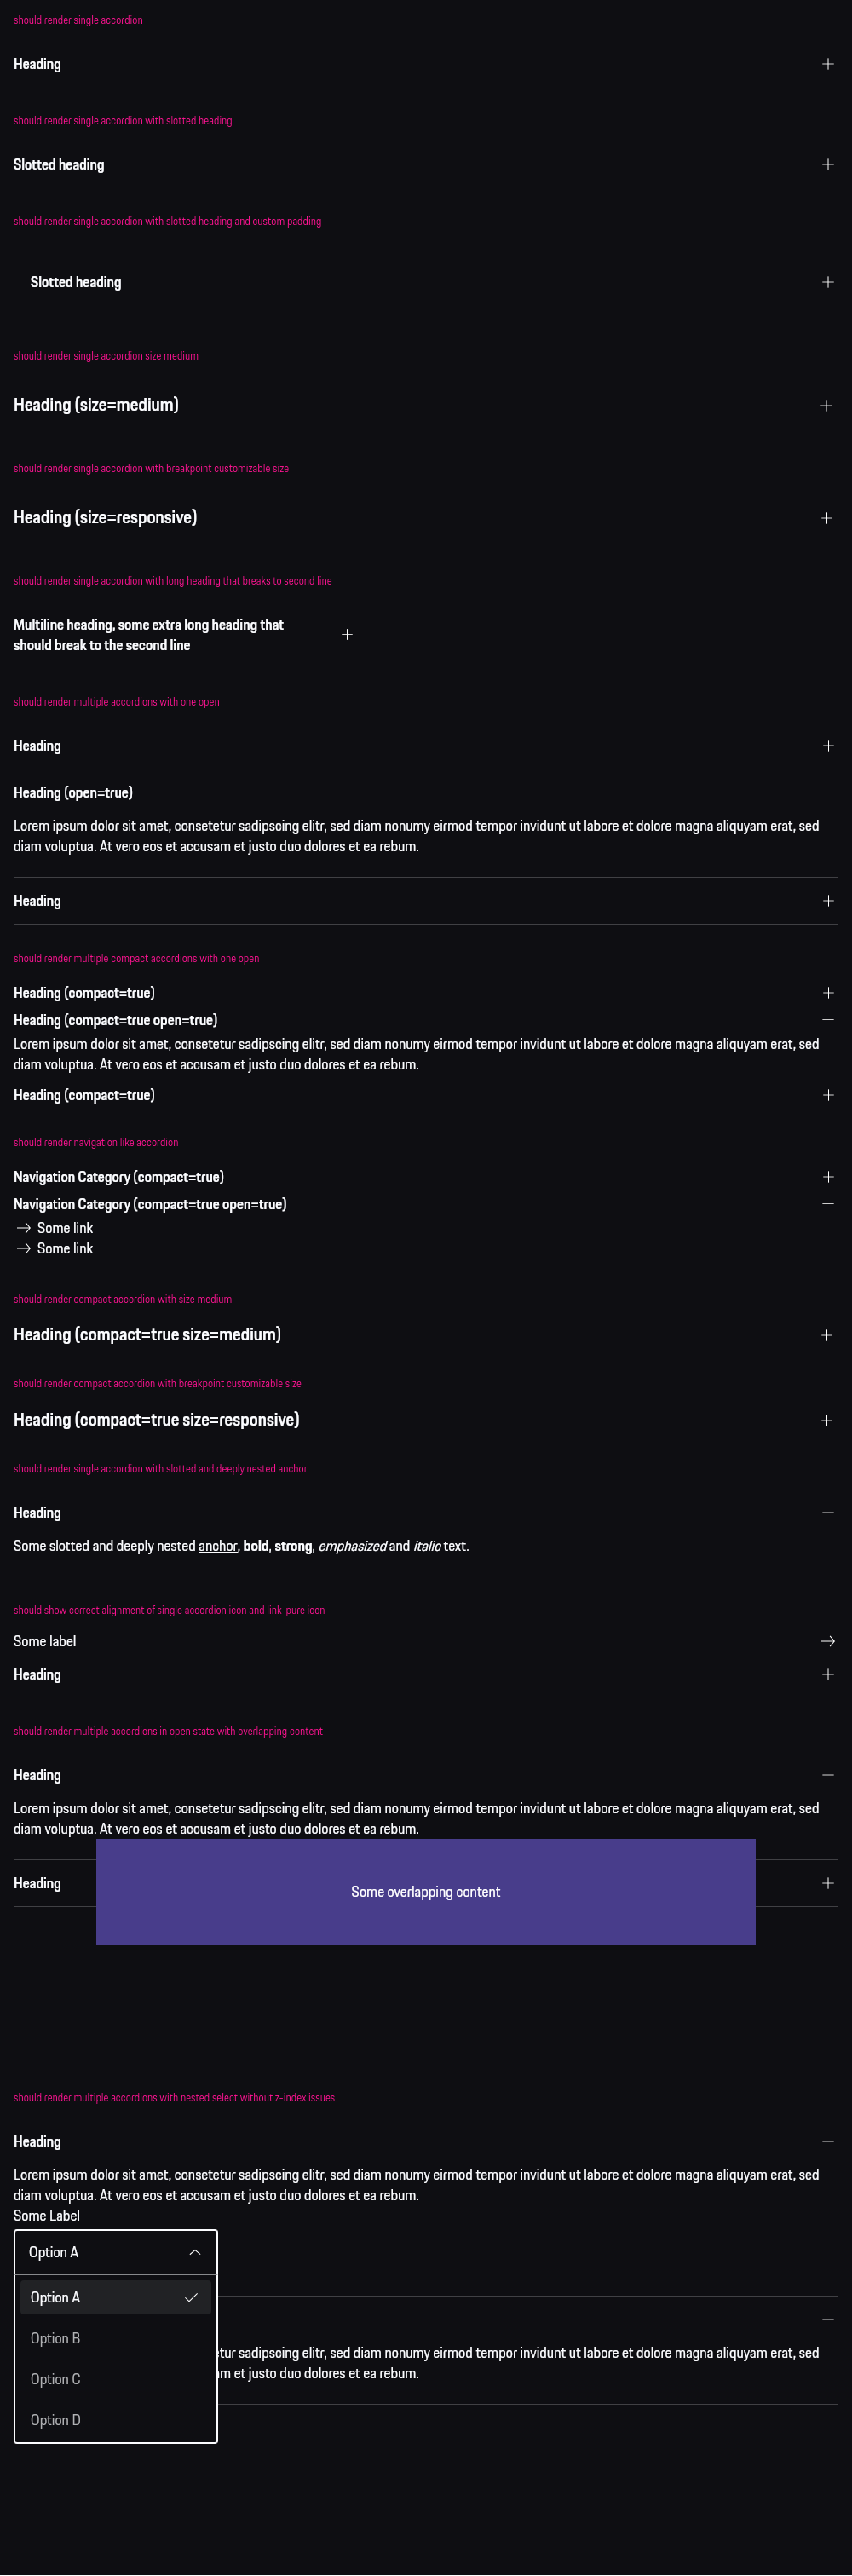 should render single accordion
Heading
should render single accordion with slotted heading
Slotted heading
should render single accordion with slotted heading and custom padding
Slotted heading
should render single accordion size medium
Heading (size=medium)
should render single accordion with breakpoint customizable size
Heading (size=responsive)
should render single accordion with long heading that breaks to second line
Multiline heading, some extra long heading that
should break to the second line
should render multiple accordions with one open
Heading
Heading (open=true)
Lorem ipsum dolor sit amet, consetetur sadipscing elitr, sed diam nonumy eirmod tempor invidunt ut labore et dolore magna aliquyam erat, sed
diam voluptua. At vero eos et accusam et justo duo dolores et ea rebum.
Heading
should render multiple compact accordions with one open
Heading (compact=true)
Heading (compact=true open=true)
Lorem ipsum dolor sit amet, consetetur sadipscing elitr, sed diam nonumy eirmod tempor invidunt ut labore et dolore magna aliquyam erat, sed
diam voluptua. At vero eos et accusam et justo duo dolores et ea rebum.
Heading (compact=true)
should render navigation like accordion
Navigation Category (compact=true)
Navigation Category (compact=true open=true)
Some link
Some link
should render compact accordion with size medium
Heading (compact=true size=medium)
should render compact accordion with breakpoint customizable size
Heading (compact=true size=responsive)
should render single accordion with slotted and deeply nested anchor
Heading
Some slotted and deeply nested anchor, bold, strong, emphasized and italic text.
should show correct alignment of single accordion icon and link-pure icon
Some label
Heading
should render multiple accordions in open state with overlapping content
Heading
Lorem ipsum dolor sit amet, consetetur sadipscing elitr, sed diam nonumy eirmod tempor invidunt ut labore et dolore magna aliquyam erat, sed
diam voluptua. At vero eos et accusam et justo duo dolores et ea rebum.
Heading
Some overlapping content
should render multiple accordions with nested select without z-index issues
Heading
Lorem ipsum dolor sit amet, consetetur sadipscing elitr, sed diam nonumy eirmod tempor invidunt ut labore et dolore magna aliquyam erat, sed
diam voluptua. At vero eos et accusam et justo duo dolores et ea rebum.
Some Label
Option A
Option A
Option B
sadipscing elitr, sed diam nonumy eirmod tempor invidunt ut labore et dolore magna aliquyam erat, sed
Option C
et justo duo dolores et ea rebum.
Option D